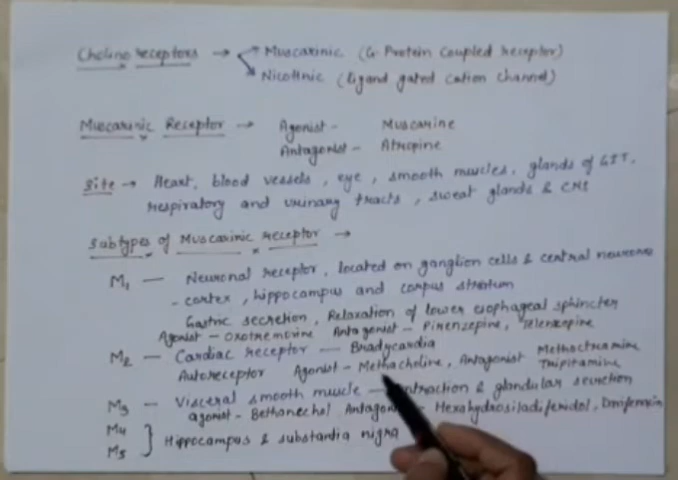 Cholino receptors → Muscarinic (G-Protein Coupled receptor)
Nicotinic (ligand gated cation channel)
Muscarinic Receptor → Agonist - Muscarine
Antagonist - Atropine
Site → Heart, blood vessels, eye, smooth muscles, glands of GIT,
respiratory and urinary tracts, sweat glands & CNS
Subtypes of Muscarinic receptor →
M1 — Neuronal receptor, located on ganglion cells & central neurons
- cortex, hippocampus and corpus striatum
Gastric secretion, Relaxation of lower esophageal sphincter
Agonist - Oxotremorine Antagonist - Pirenzepine, Telenzepine
M2 — Cardiac receptor — Bradycardia
Autoreceptor Agonist - Methacholine, Antagonist Methoctramine
Tripitamine
M3 — Visceral smooth muscle — contraction & glandular secretion
agonist - Bethanechol Antagon - Hexahydrosiladifenidol,
M4
M5 } Hippocampus & substantia nigra